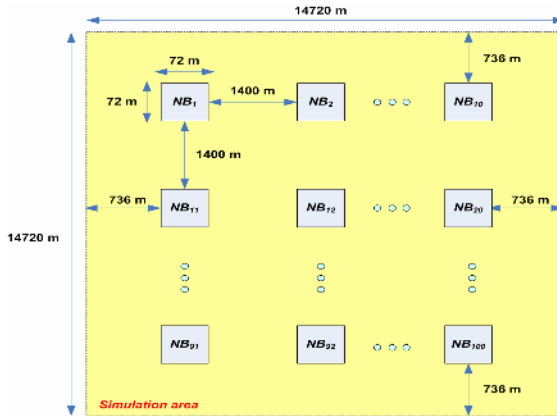 14720 m
736 m
72 m
72 m
NB1
1400 m
NB2
NB10
1400 m
736 m
NB11
NB12
NB20
736 m
14720 m
NB91
NB92
NB100
736 m
Simulation area